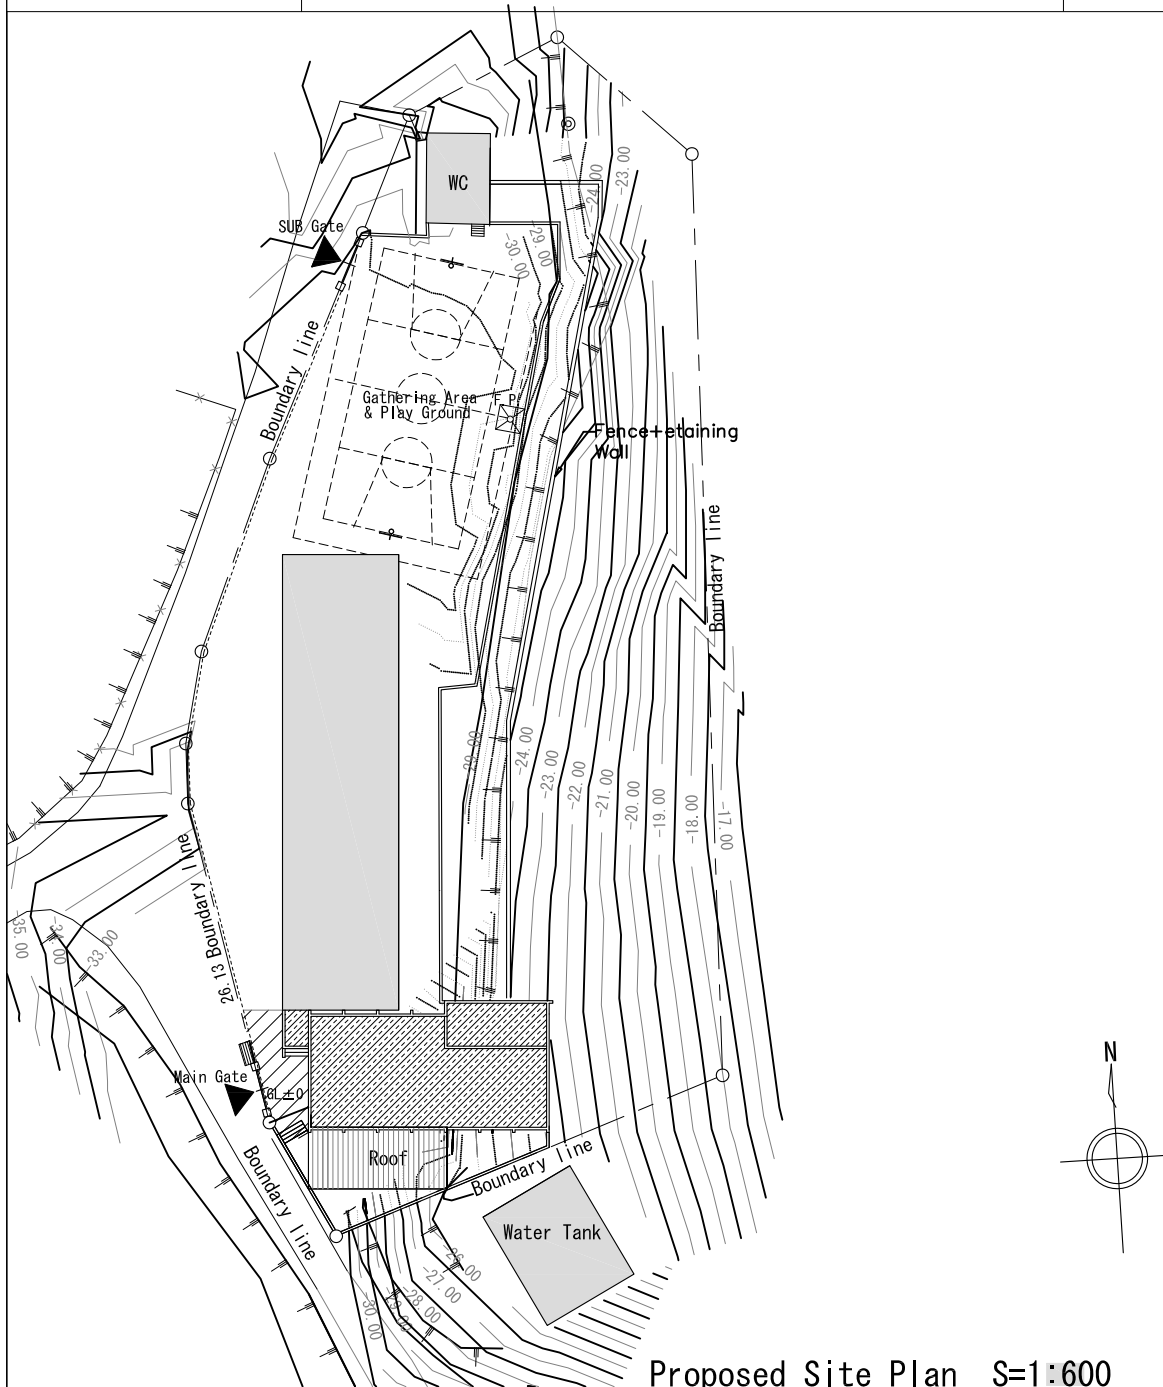 WC
-24.00
-23.00
SUB Gate
-29.00
-30.00
Boundary line
Gathering Area
& Play Ground
F P
Fence+etaining
Wall
Boundary line
-29.00
-24.00
-23.00
-22.00
-21.00
-20.00
-19.00
-18.00
-17.00
26.13 Boundary line
-35.00
-34.00
-33.00
Main Gate
GL±0
N
Roof
Boundary line
Boundary line
Water Tank
-26.00
-27.00
-28.00
-29.00
-30.00
Proposed Site Plan S=1:600